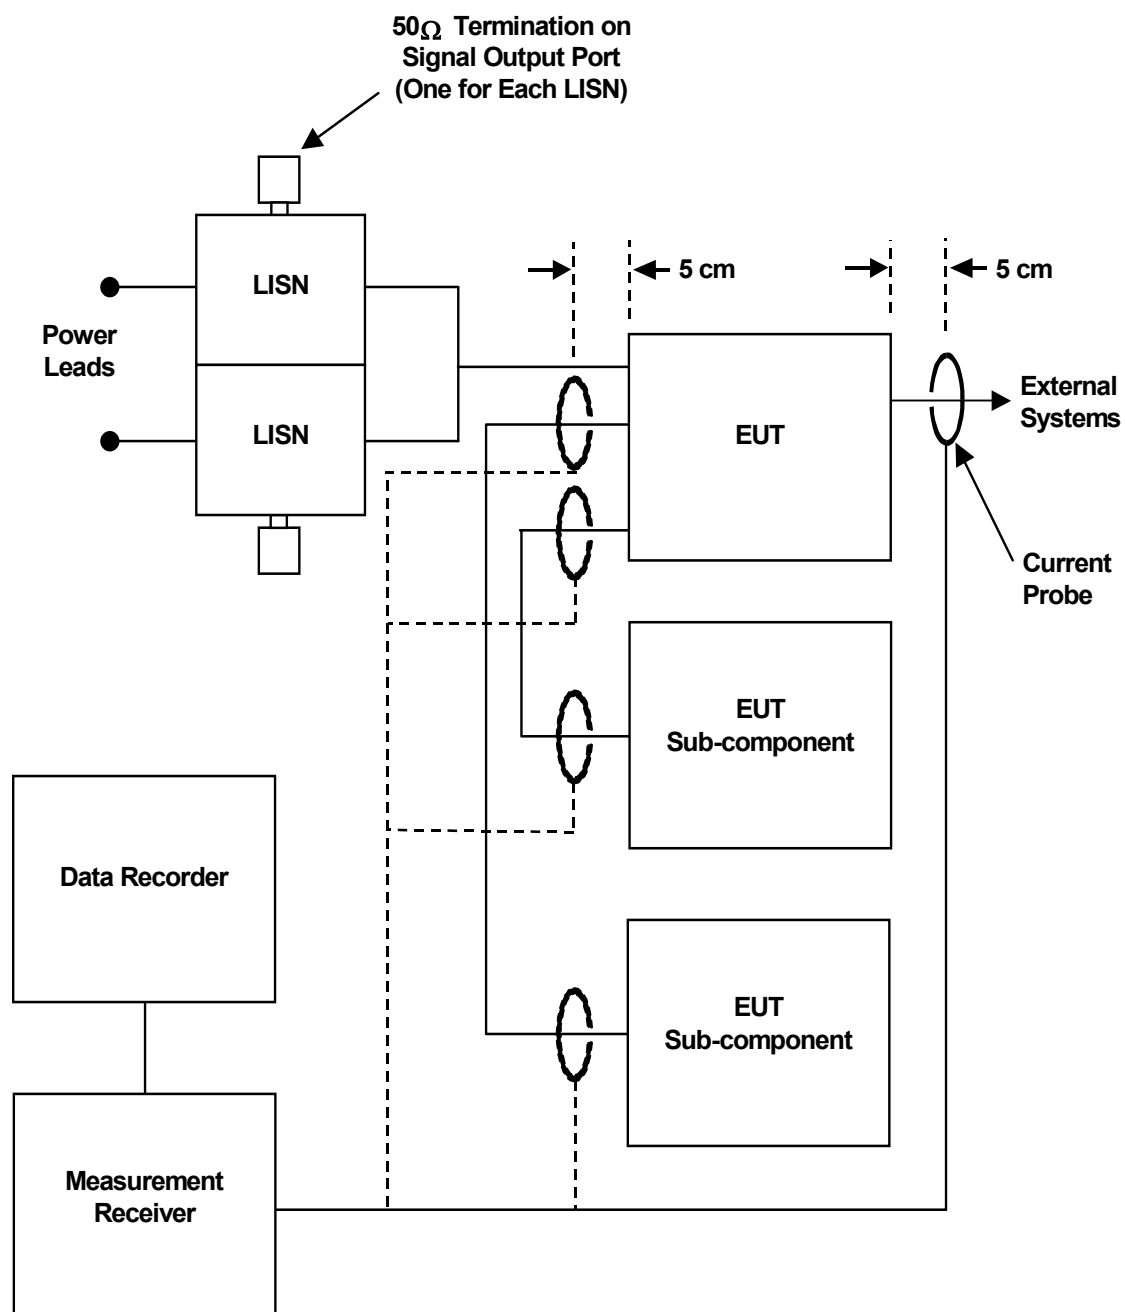 50Ω Termination on
Signal Output Port
(One for Each LISN)
LISN
5 cm
5 cm
Power
Leads
LISN
EUT
External
Systems
Current
Probe
EUT
Sub-component
Data Recorder
EUT
Sub-component
Measurement
Receiver